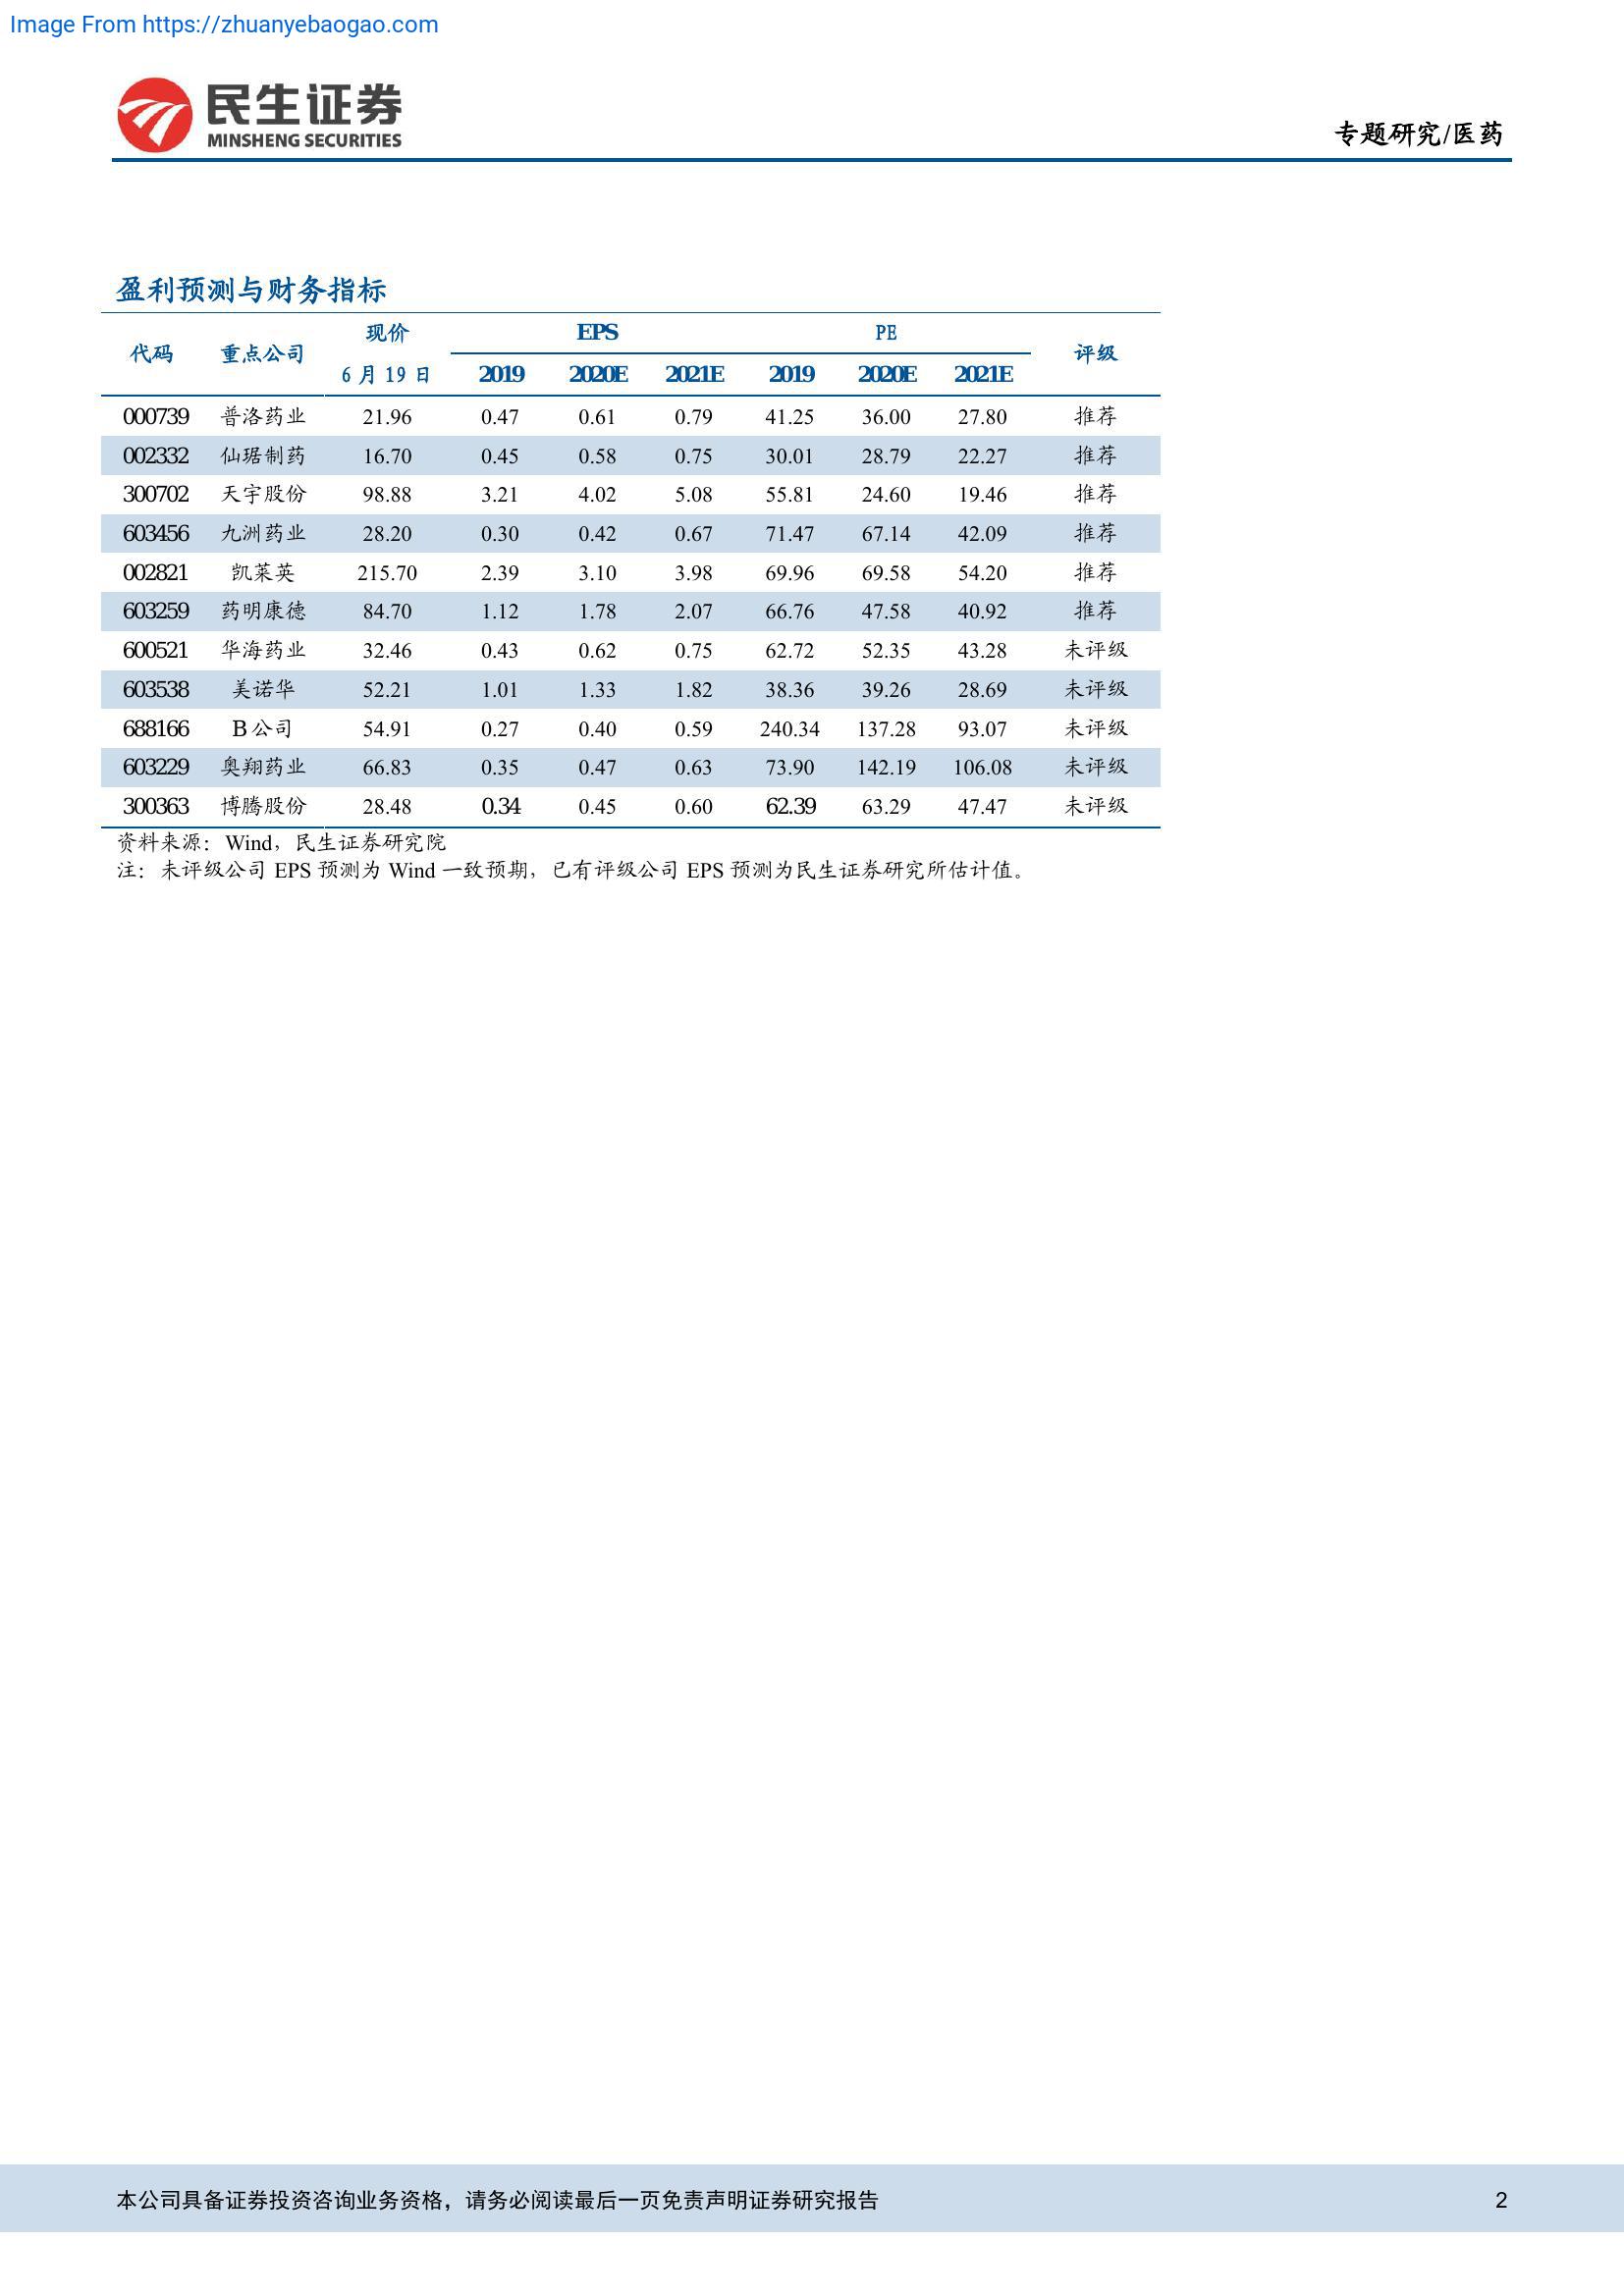 Image From https://zhuanyebaogao.com
民生证券
MINSHENG SECURITIES
专题研究/医药
盈利预测与财务指标
代码 重点公司 现价 EPS PE 评级
6 月 19 日 2019 2020E 2021E 2019 2020E 2021E
000739 普洛药业 21.96 0.47 0.61 0.79 41.25 36.00 27.80 推荐
002332 仙琚制药 16.70 0.45 0.58 0.75 30.01 28.79 22.27 推荐
300702 天宇股份 98.88 3.21 4.02 5.08 55.81 24.60 19.46 推荐
603456 九洲药业 28.20 0.30 0.42 0.67 71.47 67.14 42.09 推荐
002821 凯莱英 215.70 2.39 3.10 3.98 69.96 69.58 54.20 推荐
603259 药明康德 84.70 1.12 1.78 2.07 66.76 47.58 40.92 推荐
600521 华海药业 32.46 0.43 0.62 0.75 62.72 52.35 43.28 未评级
603538 美诺华 52.21 1.01 1.33 1.82 38.36 39.26 28.69 未评级
688166 B 公司 54.91 0.27 0.40 0.59 240.34 137.28 93.07 未评级
603229 奥翔药业 66.83 0.35 0.47 0.63 73.90 142.19 106.08 未评级
300363 博腾股份 28.48 0.34 0.45 0.60 62.39 63.29 47.47 未评级
资料来源：Wind，民生证券研究院
注：未评级公司 EPS 预测为 Wind 一致预期，已有评级公司 EPS 预测为民生证券研究所估计值。
本公司具备证券投资咨询业务资格，请务必阅读最后一页免责声明证券研究报告 2